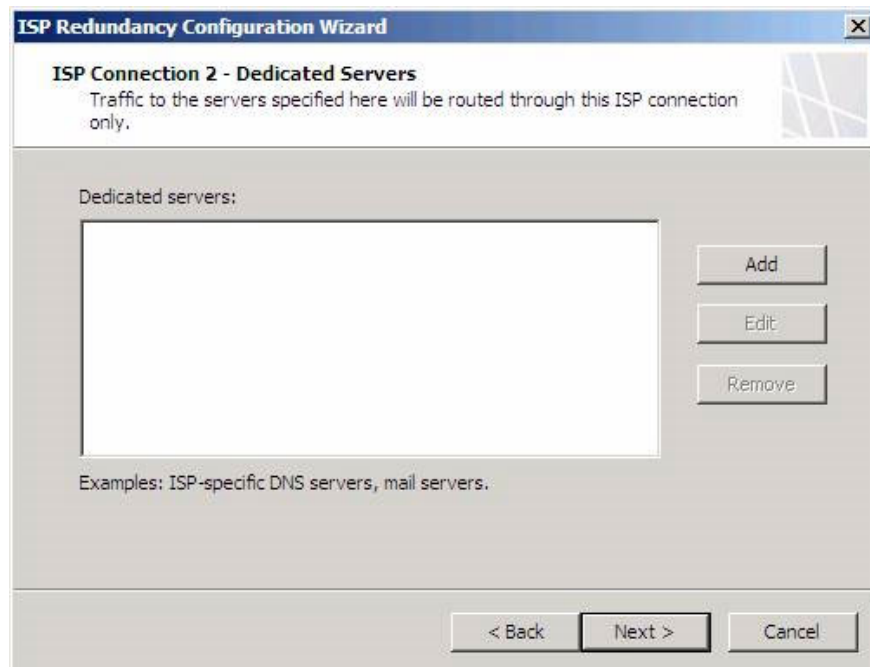 ISP Redundancy Configuration Wizard
ISP Connection 2 - Dedicated Servers
Traffic to the servers specified here will be routed through this ISP connection
only.
Dedicated servers:
Add
Edit
Remove
Examples: ISP-specific DNS servers, mail servers.
< Back
Next >
Cancel